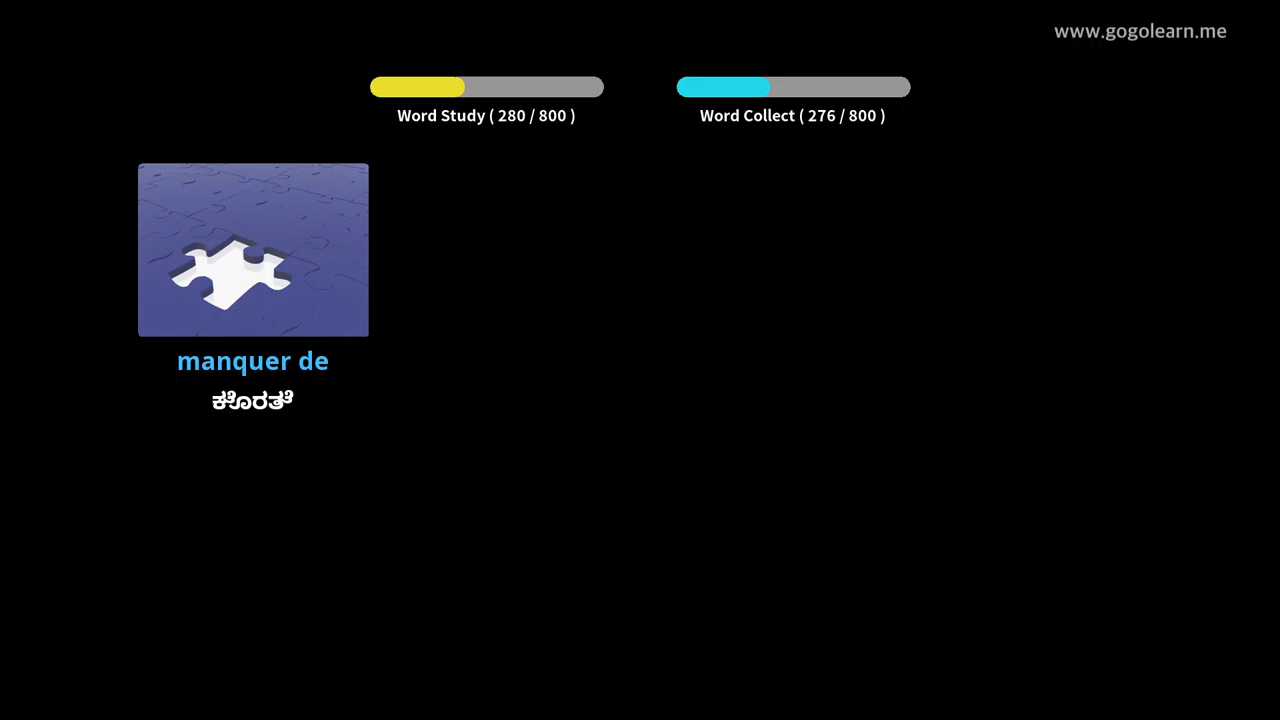 www.gogolearn.me
Word Study ( 280 / 800 )
Word Collect ( 276 / 800 )
manquer de
ಕೊರತೆ